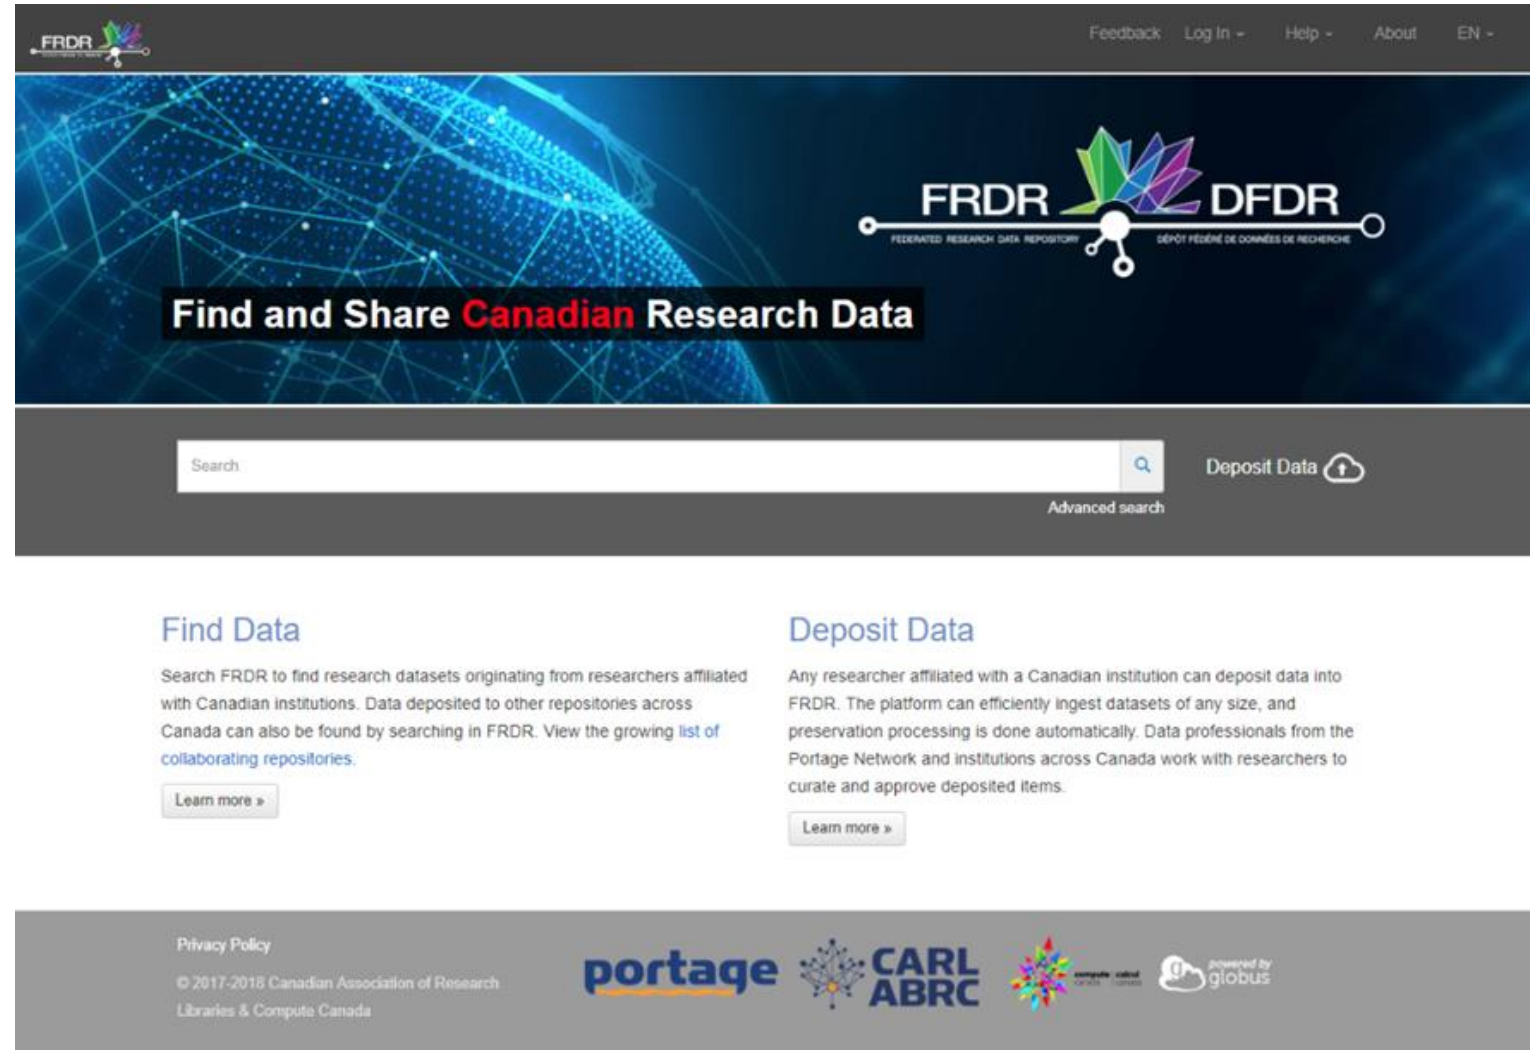 FRDR
Feedback Log In Help About EN
FRDR DFDR
FEDERATED RESEARCH DATA REPOSITORY DÉPÔT FÉDÉRÉ DE DONNÉES DE RECHERCHE
Find and Share Canadian Research Data
Search
Deposit Data
Advanced search
Find Data
Search FRDR to find research datasets originating from researchers affiliated
with Canadian institutions. Data deposited to other repositories across
Canada can also be found by searching in FRDR. View the growing list of
collaborating repositories.
Learn more »
Deposit Data
Any researcher affiliated with a Canadian institution can deposit data into
FRDR. The platform can efficiently ingest datasets of any size, and
preservation processing is done automatically. Data professionals from the
Portage Network and institutions across Canada work with researchers to
curate and approve deposited items.
Learn more »
Privacy Policy
© 2017-2018 Canadian Association of Research
Libraries & Compute Canada
portage
CARL
ABRC
compute calcul
canada canada
powered by
globus